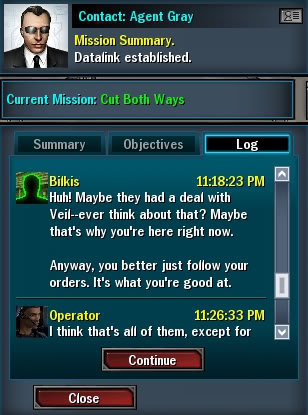 Contact: Agent Gray
Mission Summary.
Datalink established.
Current Mission: Cut Both Ways
Summary
Objectives
Log
Bilkis 11:18:23 PM
Huh! Maybe they had a deal with
Veil--ever think about that? Maybe
that's why you're here right now.
Anyway, you better just follow your
orders. It's what you're good at.
Operator 11:26:33 PM
I think that's all of them, except for
Continue
Close